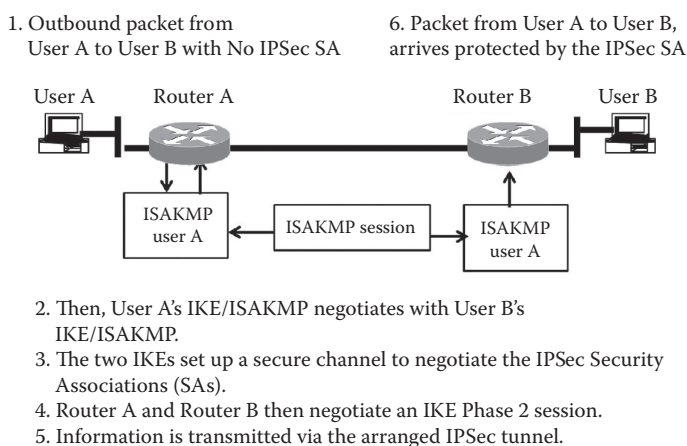 1. Outbound packet from
User A to User B with No IPSec SA
6. Packet from User A to User B,
arrives protected by the IPSec SA
User A
Router A
Router B
User B
ISAKMP
user A
ISAKMP session
ISAKMP
user A
2. Then, User A's IKE/ISAKMP negotiates with User B's
IKE/ISAKMP.
3. The two IKEs set up a secure channel to negotiate the IPSec Security
Associations (SAs).
4. Router A and Router B then negotiate an IKE Phase 2 session.
5. Information is transmitted via the arranged IPSec tunnel.